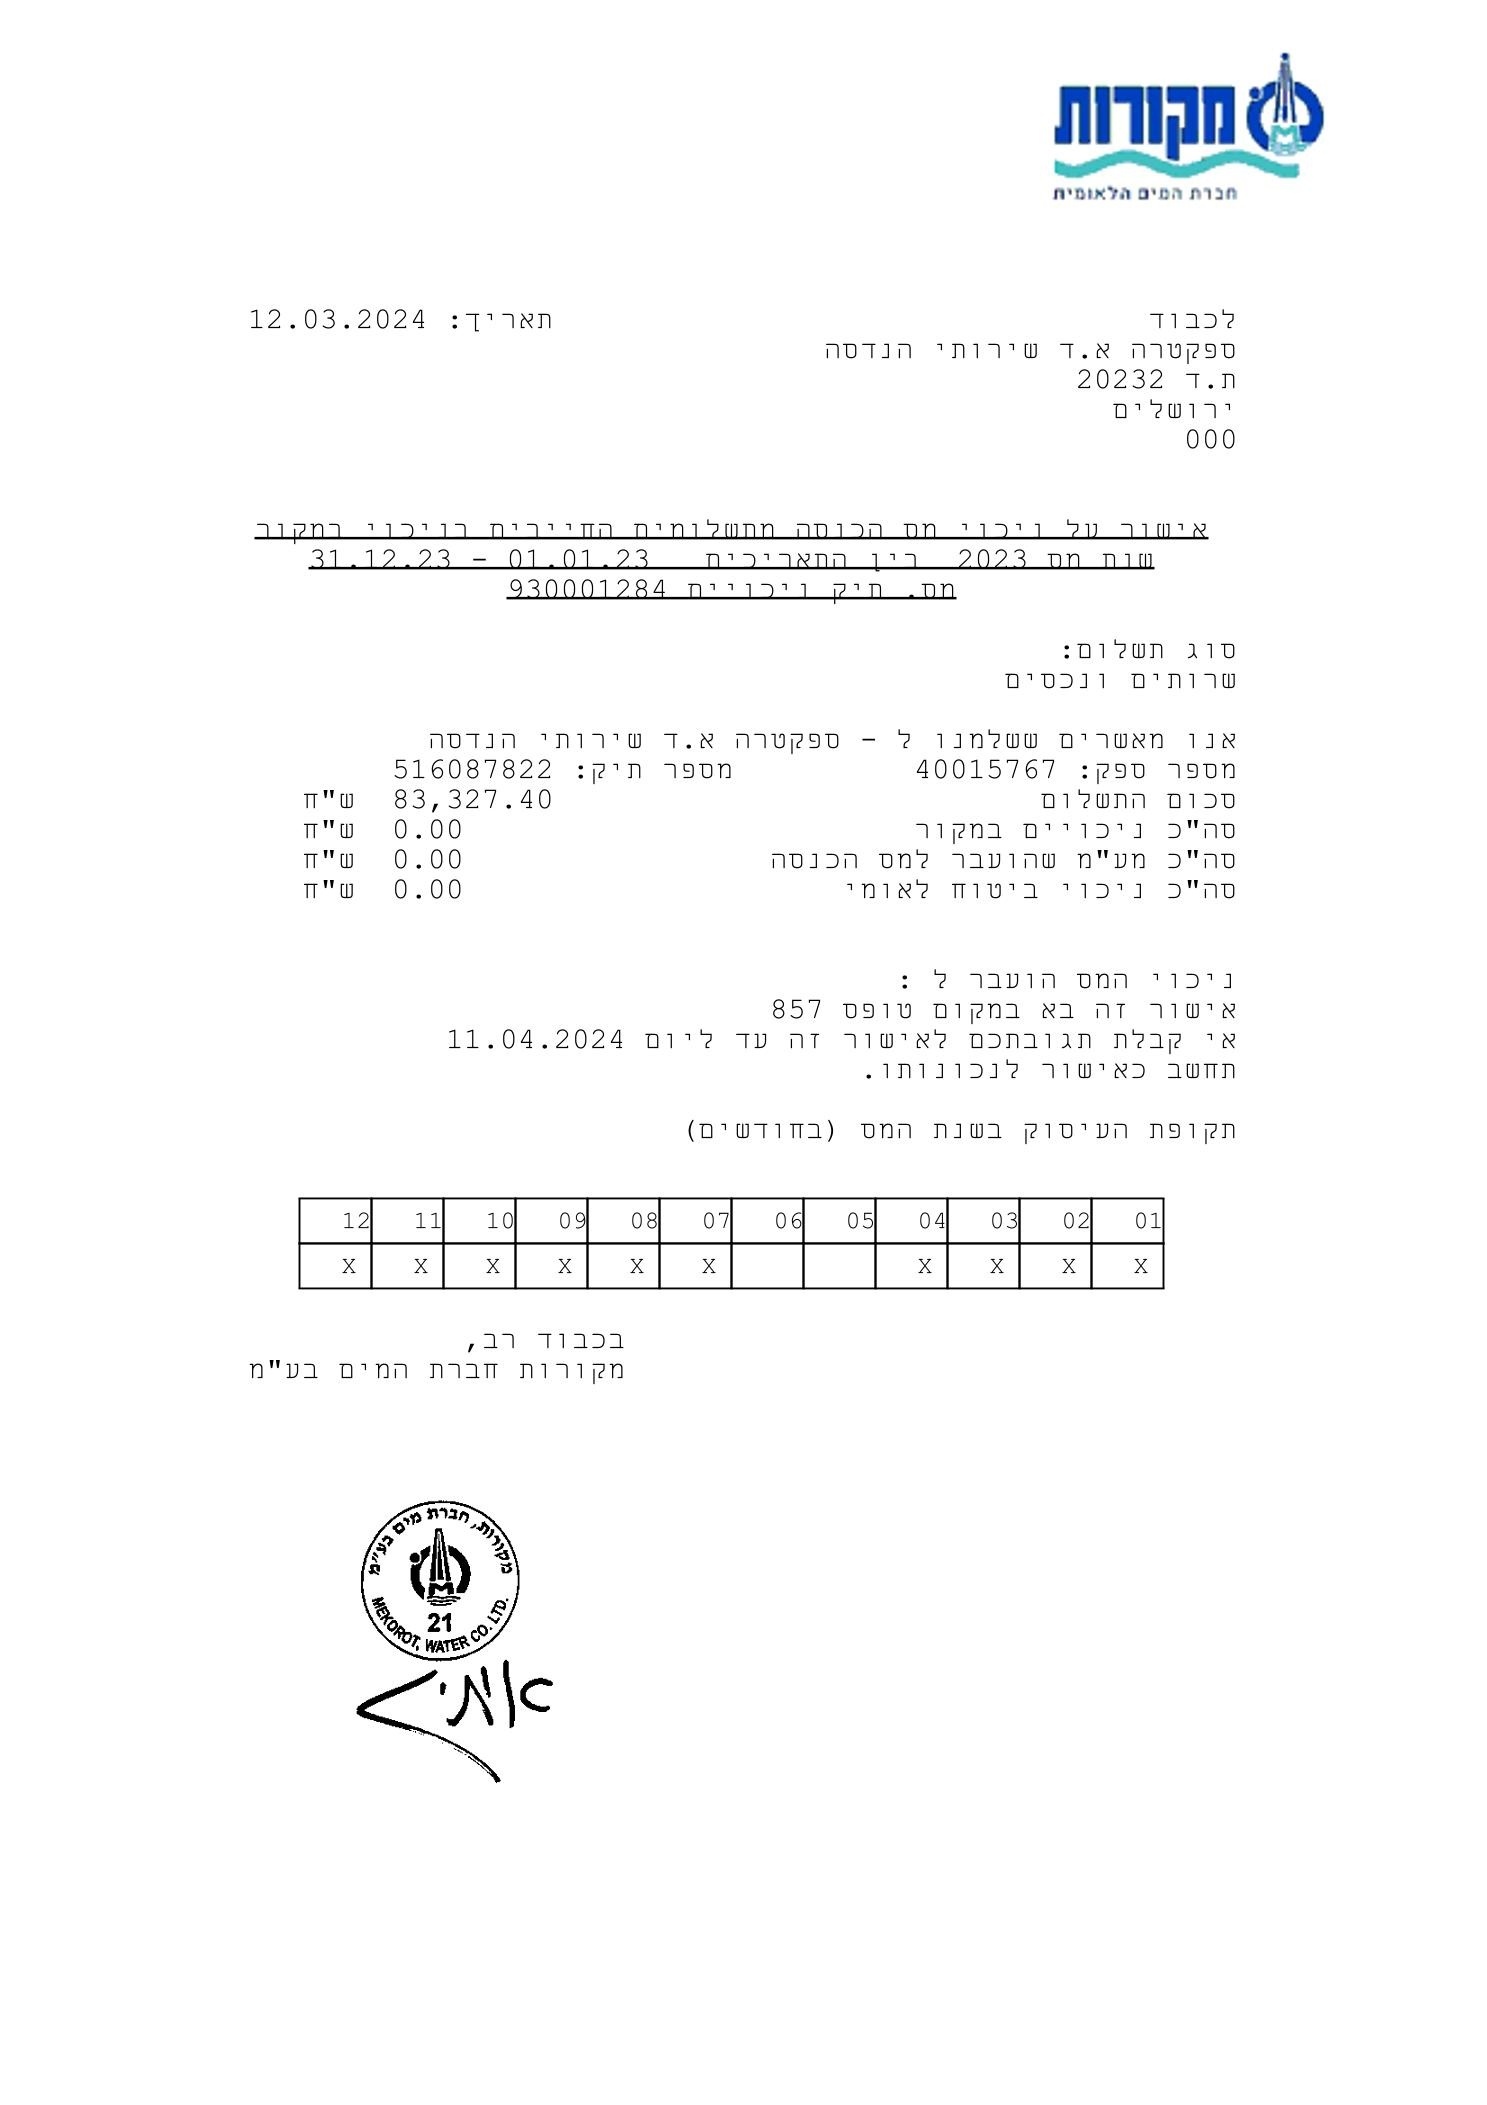 מקורות
חברת המים הלאומית
לכבוד תאריך: 12.03.2024
ספקטרה א.ד שירותי הנדסה
ת.ד 20232
ירושלים
000
אישור על ניכוי מס הכנסה מתשלומים החייבים בניכוי במקור
שנת מס 2023 בין התאריכים 01.01.23 - 31.12.23
מס. תיק ניכויים 930001284
סוג תשלום:
שרותים ונכסים
אנו מאשרים ששלמנו ל - ספקטרה א.ד שירותי הנדסה
מספר ספק: 40015767 מספר תיק: 516087822
סכום התשלום 83,327.40 ש"ח
סה"כ ניכויים במקור 0.00 ש"ח
סה"כ מע"מ שהועבר למס הכנסה 0.00 ש"ח
סה"כ ניכוי ביטוח לאומי 0.00 ש"ח
ניכוי המס הועבר ל :
אישור זה בא במקום טופס 857
אי קבלת תגובתכם לאישור זה עד ליום 11.04.2024
תחשב כאישור לנכונותו.
תקופת העיסוק בשנת המס (בחודשים)
01 02 03 04 05 06 07 08 09 10 11 12
X X X X X X X X X X
בכבוד רב,
מקורות חברת המים בע"מ
מקורות, חברת מים בע"מ
21
MEKOROT, WATER CO. LTD.